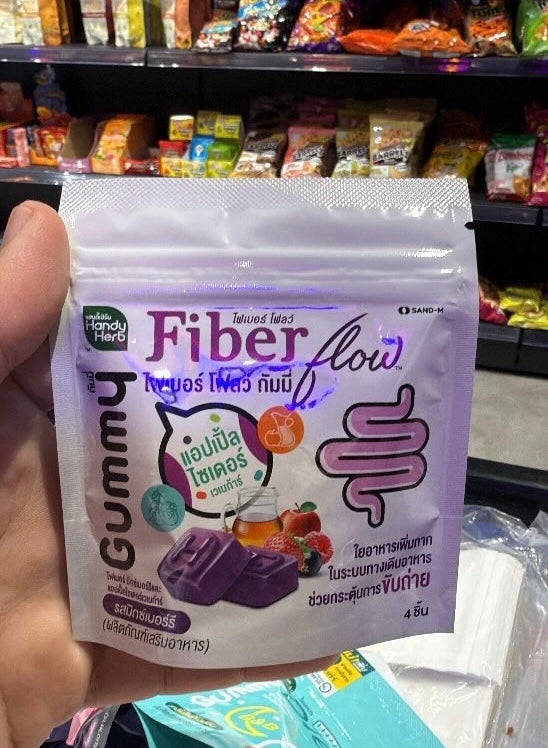 แฮนดี้เฮิร์บ
Handy
Herb
ไฟเบอร์ โฟลว์
SAND-M
Fiber flow
TM
ไฟเบอร์ โฟลว์ กัมมี่
กัมมี่
GUMMY
แอปเปิ้ล
ไซเดอร์
เวเนก้าร์
ใยอาหารเพิ่มกาก
ในระบบทางเดินอาหาร
ช่วยกระตุ้นการขับถ่าย
4 ชิ้น
รสมิกซ์เบอร์รี
(ผลิตภัณฑ์เสริมอาหาร)
GUMMY